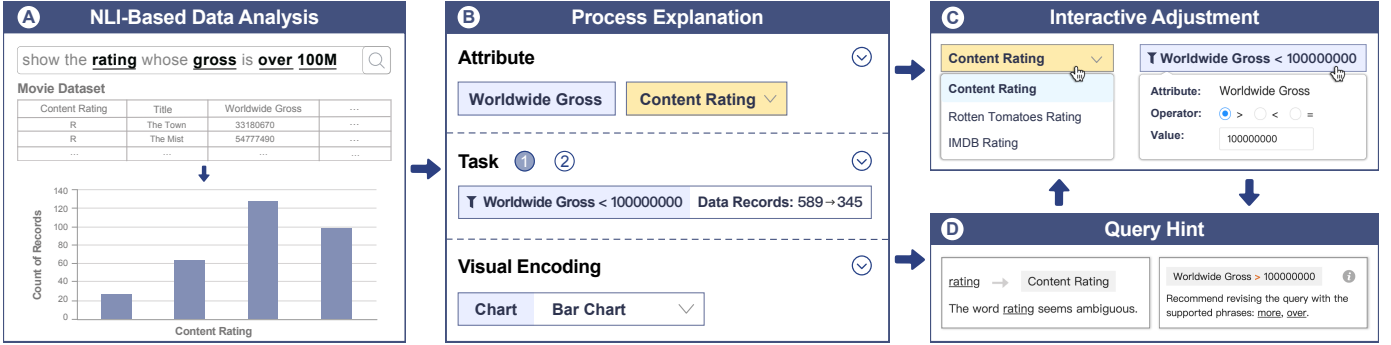 A NLI-Based Data Analysis
show the rating whose gross is over 100M
Movie Dataset
Content Rating Title Worldwide Gross ...
R The Town 33180670 ...
R The Mist 54777490 ...
... ... ... ...
140
120
100
80
60
40
20
0
Count of Records
Content Rating
B Process Explanation
Attribute
Worldwide Gross Content Rating
Task 1 2
Worldwide Gross < 100000000 Data Records: 589→345
Visual Encoding
Chart Bar Chart
C Interactive Adjustment
Content Rating
Content Rating
Rotten Tomatoes Rating
IMDB Rating
Worldwide Gross < 100000000
Attribute: Worldwide Gross
Operator: > < =
Value: 100000000
D Query Hint
rating → Content Rating
The word rating seems ambiguous.
Worldwide Gross > 100000000 i
Recommend revising the query with the
supported phrases: more, over.